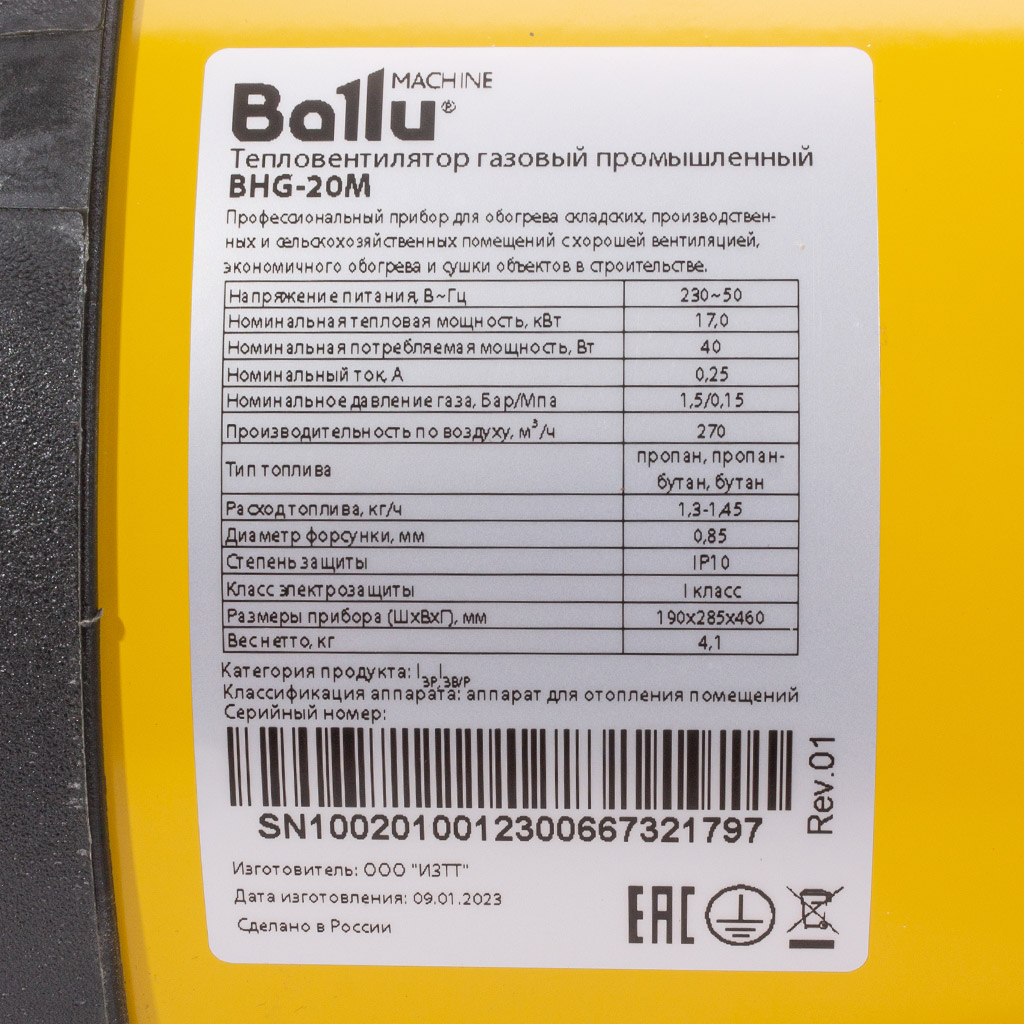 Ballu MACHINE ®
Тепловентилятор газовый промышленный
BHG-20M
Профессиональный прибор для обогрева складских, производствен-
ных и сельскохозяйственных помещений с хорошей вентиляцией,
экономичного обогрева и сушки объектов в строительстве.
Напряжение питания, В~Гц 230~50
Номинальная тепловая мощность, кВт 17,0
Номинальная потребляемая мощность, Вт 40
Номинальный ток, А 0,25
Номинальное давление газа, Бар/Мпа 1,5/0,15
Производительность по воздуху, м³/ч 270
Тип топлива пропан, пропан-
бутан, бутан
Расход топлива, кг/ч 1,3-1,45
Диаметр форсунки, мм 0,85
Степень защиты IP10
Класс электрозащиты I класс
Размеры прибора (ШхВхГ), мм 190х285х460
Вес нетто, кг 4,1
Категория продукта: I3P,I3B/P
Классификация аппарата: аппарат для отопления помещений
Серийный номер:
SN1002010012300667321797
Rev.01
Изготовитель: ООО "ИЗТТ"
Дата изготовления: 09.01.2023
Сделано в России
EAC